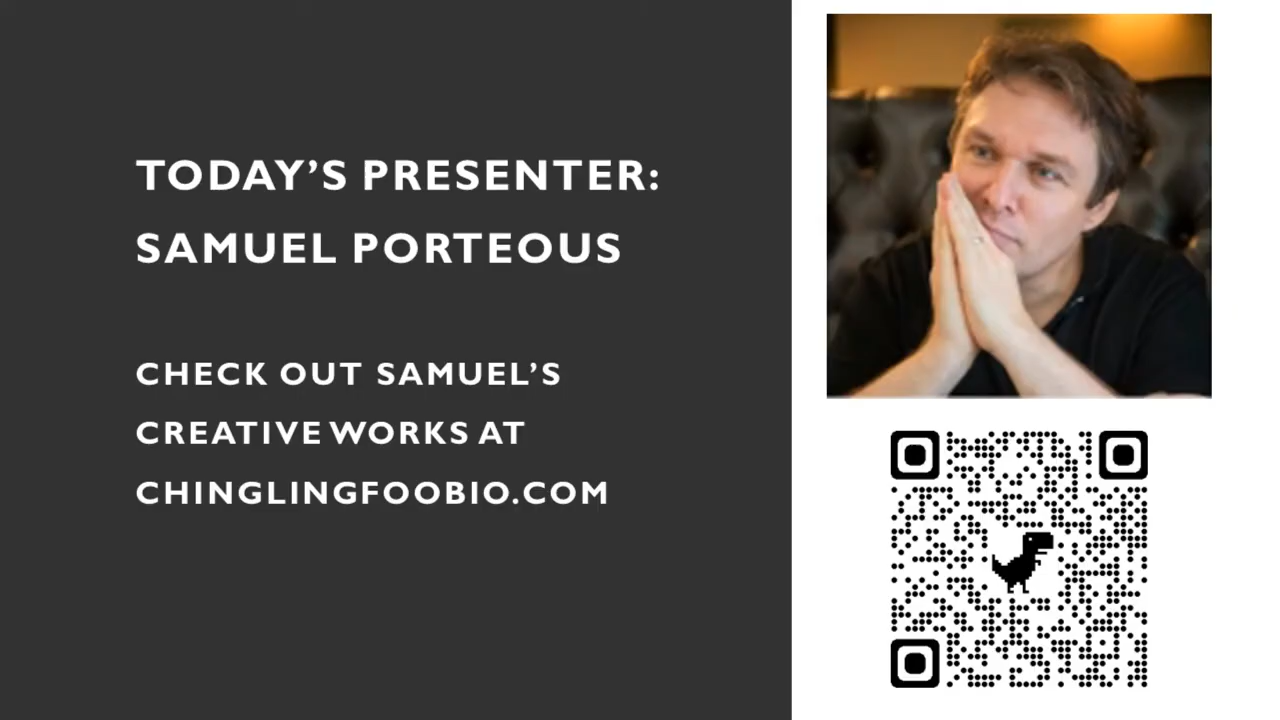 TODAY’S PRESENTER:
SAMUEL PORTEOUS
CHECK OUT SAMUEL’S
CREATIVE WORKS AT
CHINGLINGFOOBIO.COM